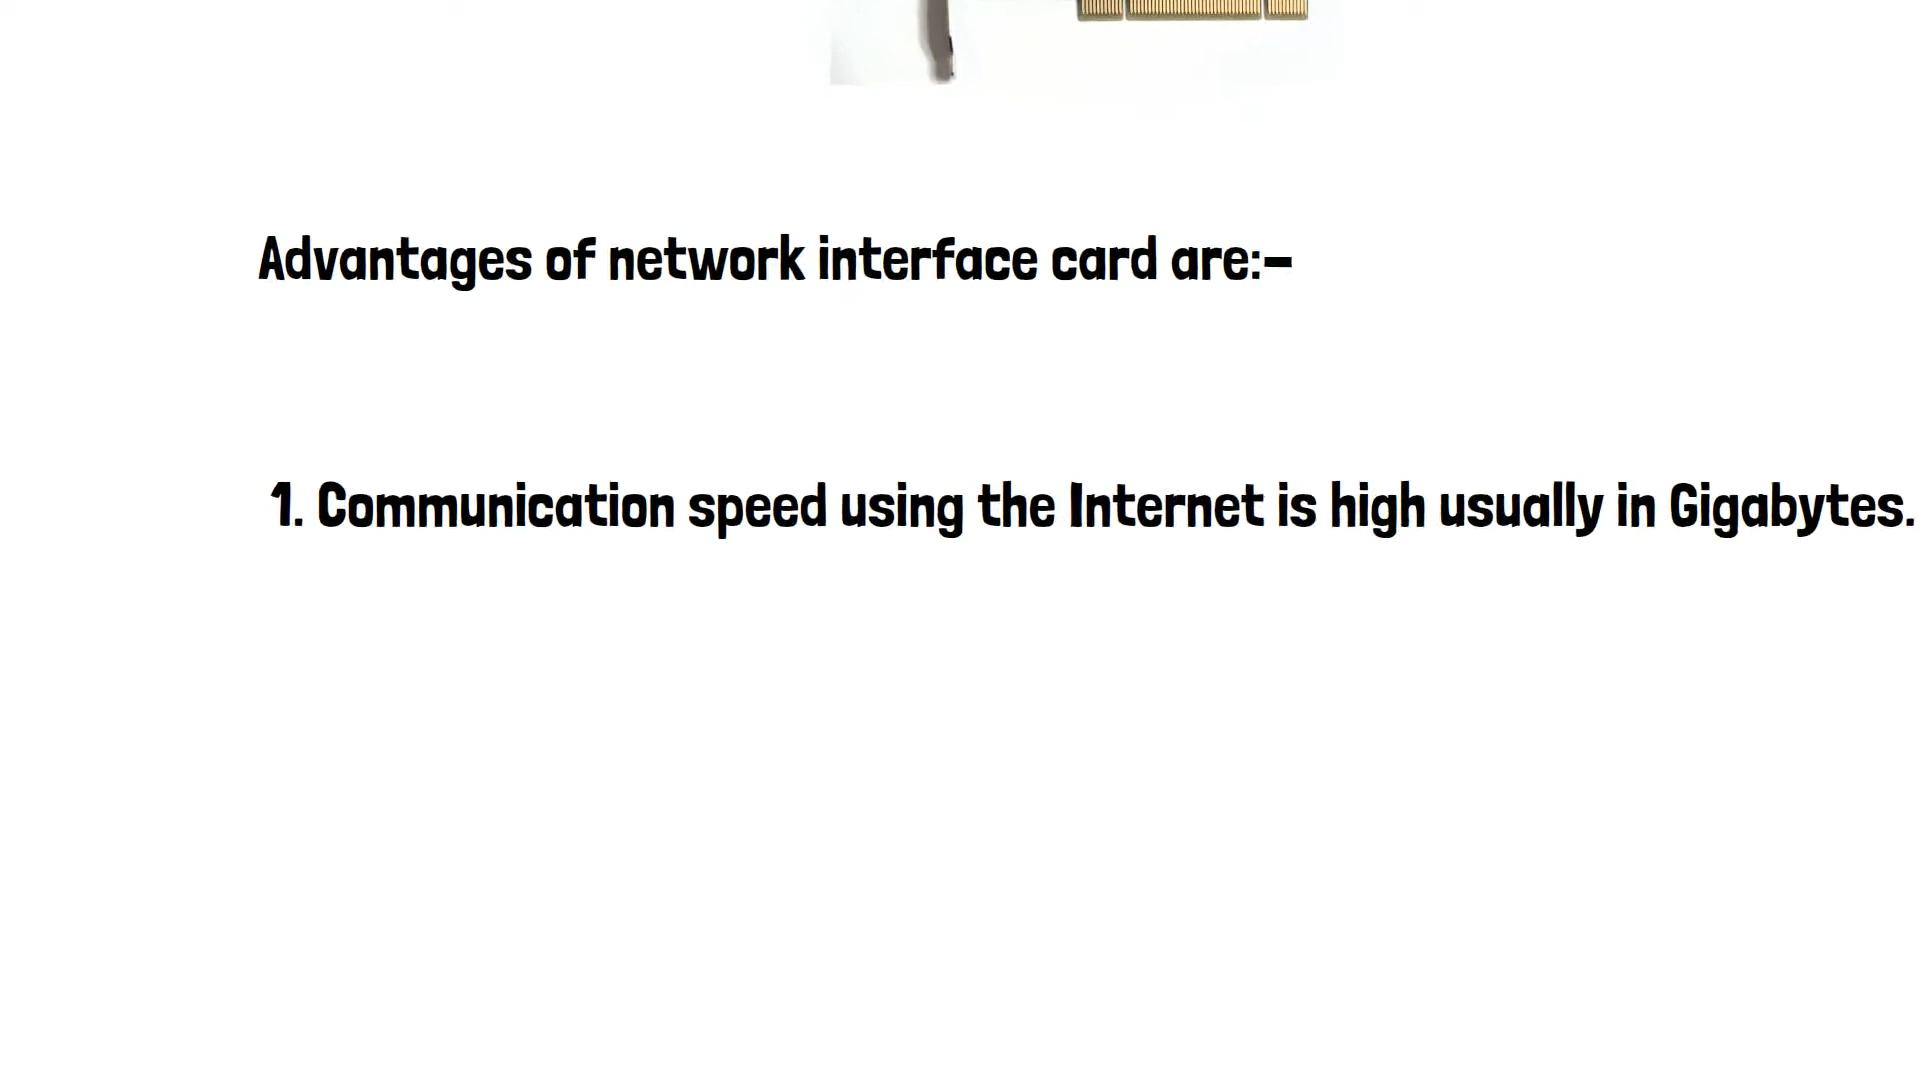 Advantages of network interface card are:-
1. Communication speed using the Internet is high usually in Gigabytes.